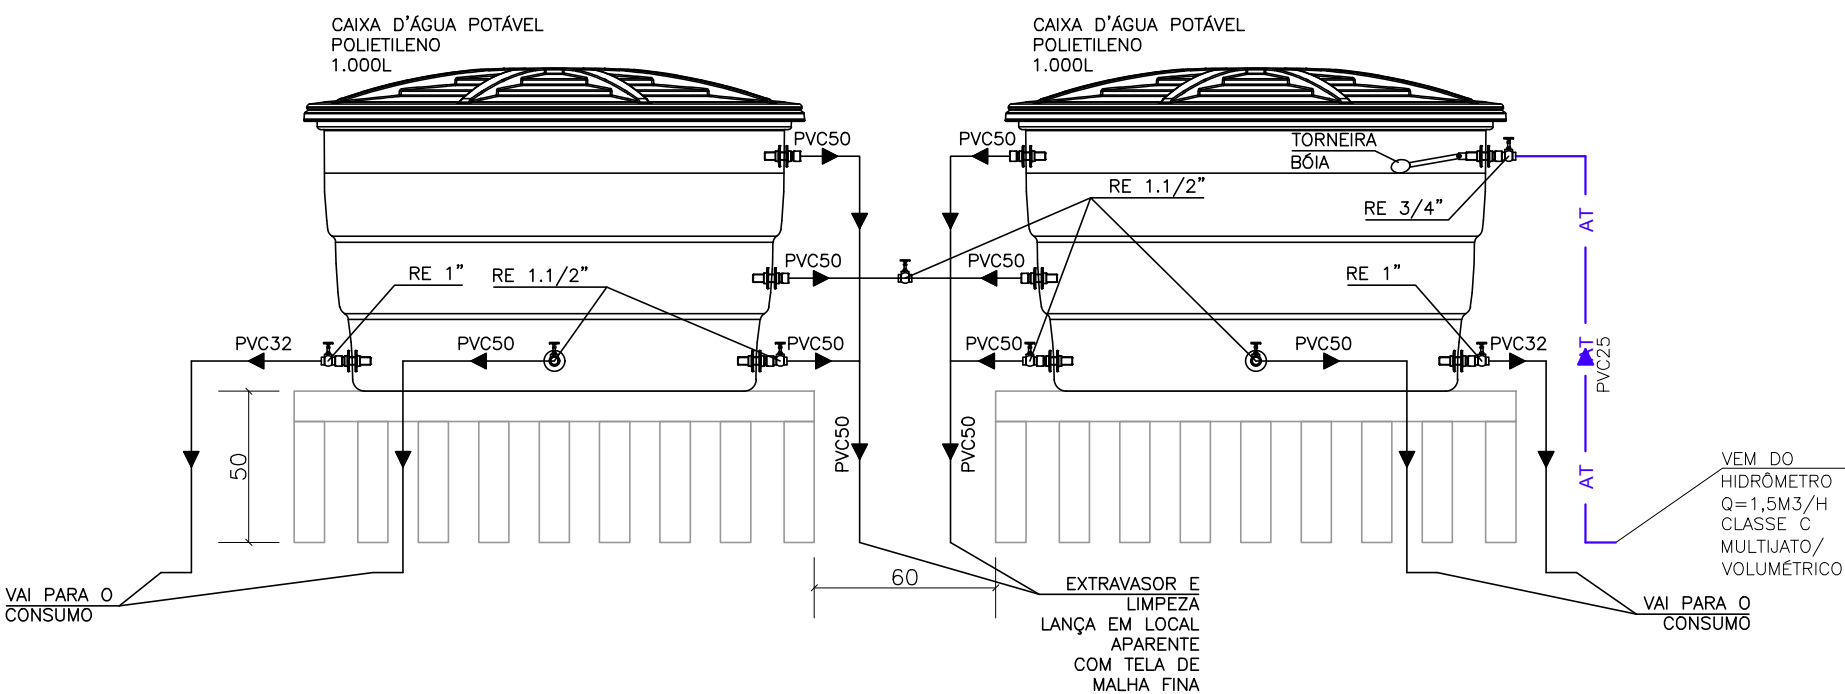 CAIXA D'ÁGUA POTÁVEL
POLIETILENO
1.000L
CAIXA D'ÁGUA POTÁVEL
POLIETILENO
1.000L
PVC50
PVC50
TORNEIRA
BÓIA
RE 1.1/2"
RE 3/4"
AT
PVC50
PVC50
RE 1"
RE 1.1/2"
RE 1"
PVC32
PVC50
PVC50
PVC50
PVC50
PVC32
AT
PVC25
50
PVC50
PVC50
AT
VEM DO
HIDRÔMETRO
Q=1,5M3/H
CLASSE C
MULTIJATO/
VOLUMÉTRICO
60
VAI PARA O
CONSUMO
EXTRAVASOR E
LIMPEZA
LANÇA EM LOCAL
APARENTE
COM TELA DE
MALHA FINA
VAI PARA O
CONSUMO